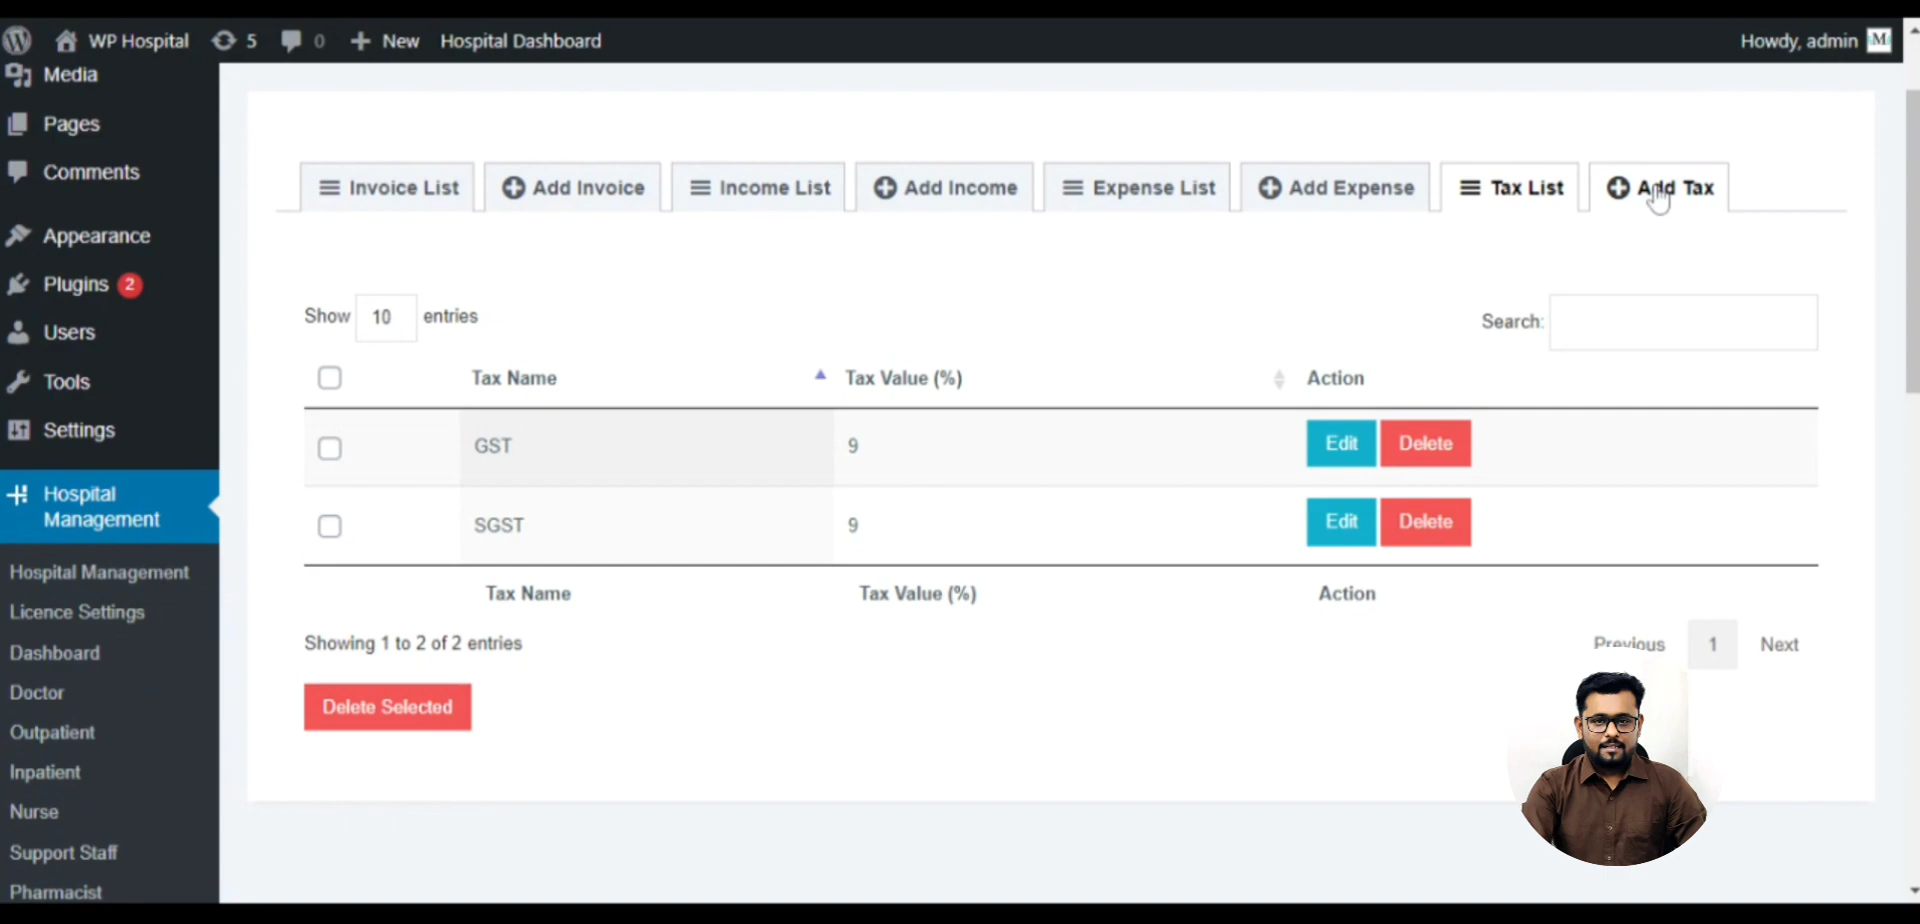 WP Hospital 5 0 New Hospital Dashboard Howdy, admin M
Media
Pages
Comments
Appearance
Plugins 2
Users
Tools
Settings
Hospital
Management
Hospital Management
Licence Settings
Dashboard
Doctor
Outpatient
Inpatient
Nurse
Support Staff
Pharmacist
Invoice List Add Invoice Income List Add Income Expense List Add Expense Tax List Add Tax
Show 10 entries Search:
Tax Name Tax Value (%) Action
GST 9 Edit Delete
SGST 9 Edit Delete
Tax Name Tax Value (%) Action
Showing 1 to 2 of 2 entries Previous 1 Next
Delete Selected